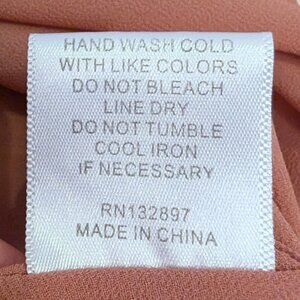 HAND WASH COLD
WITH LIKE COLORS
DO NOT BLEACH
LINE DRY
DO NOT TUMBLE
COOL IRON
IF NECESSARY
RN132897
MADE IN CHINA